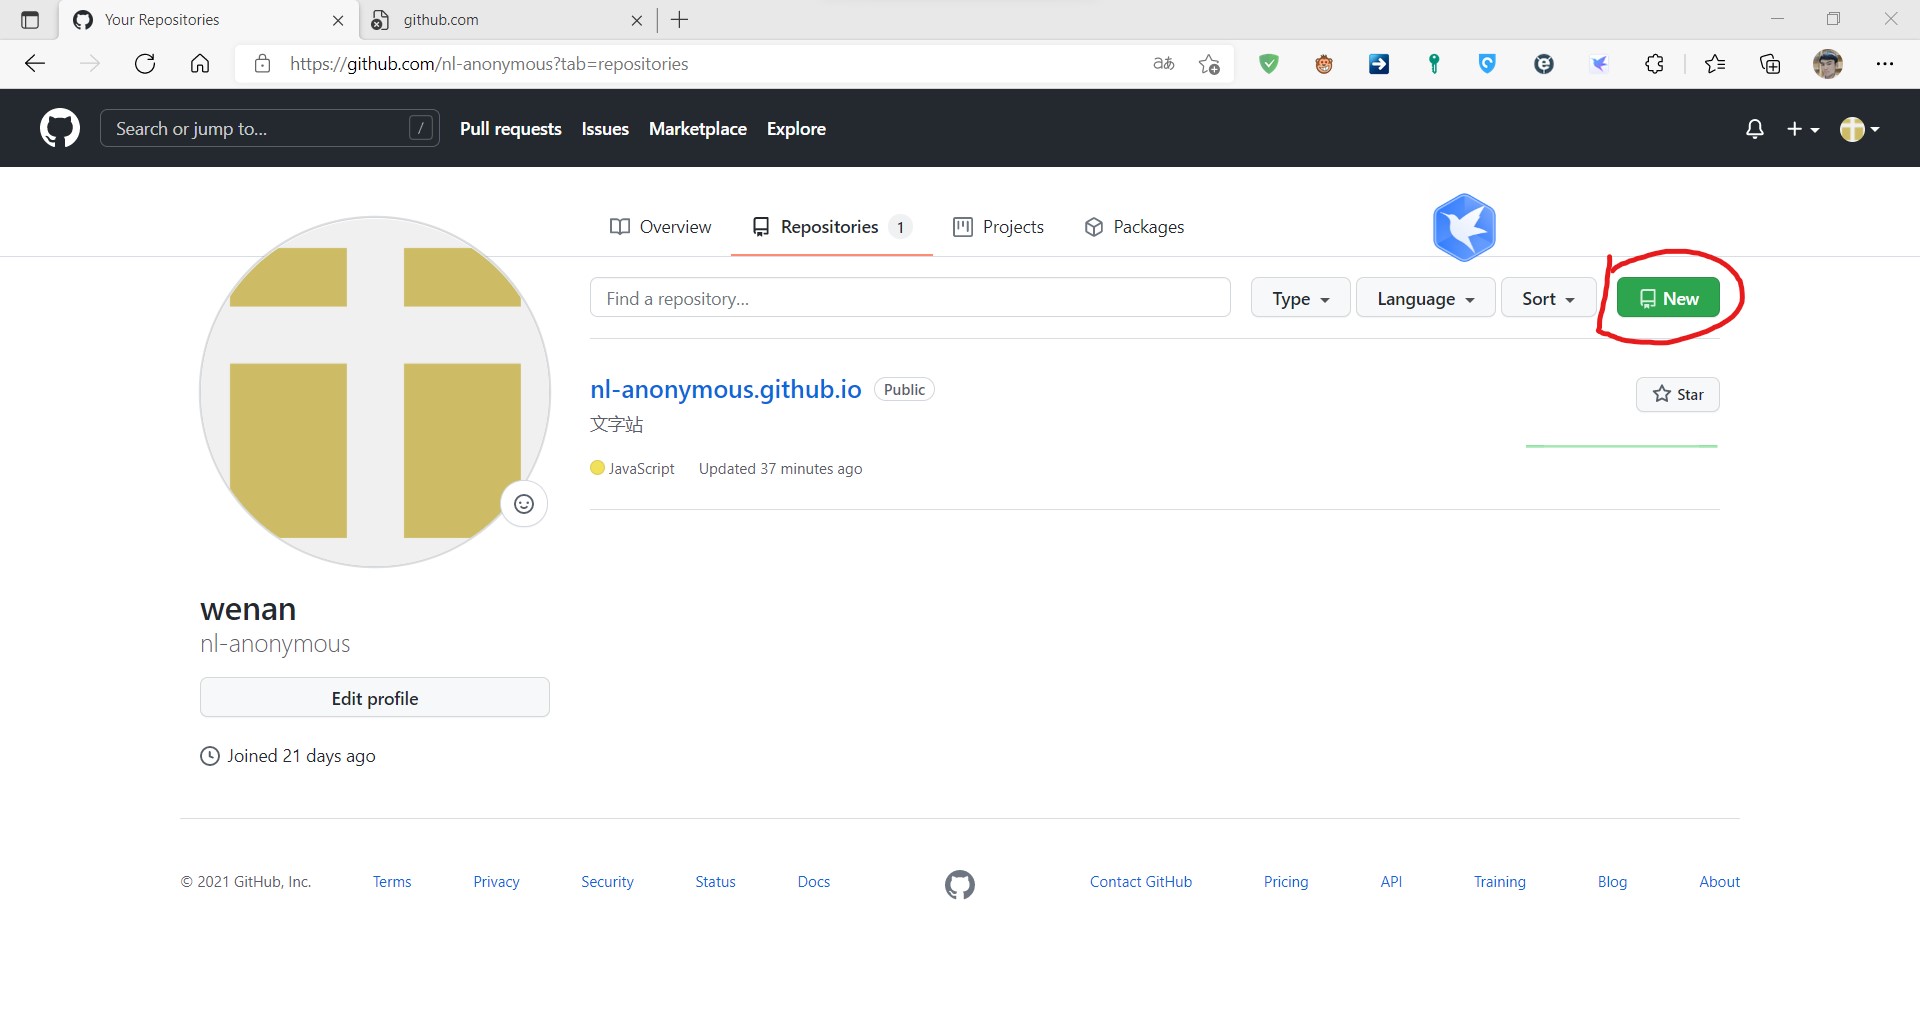 Your Repositories
github.com
https://github.com/nl-anonymous?tab=repositories
Search or jump to... /
Pull requests Issues Marketplace Explore
Overview Repositories 1 Projects Packages
Find a repository... Type Language Sort New
nl-anonymous.github.io Public
Star
文字站
JavaScript Updated 37 minutes ago
wenan
nl-anonymous
Edit profile
Joined 21 days ago
© 2021 GitHub, Inc. Terms Privacy Security Status Docs Contact GitHub Pricing API Training Blog About